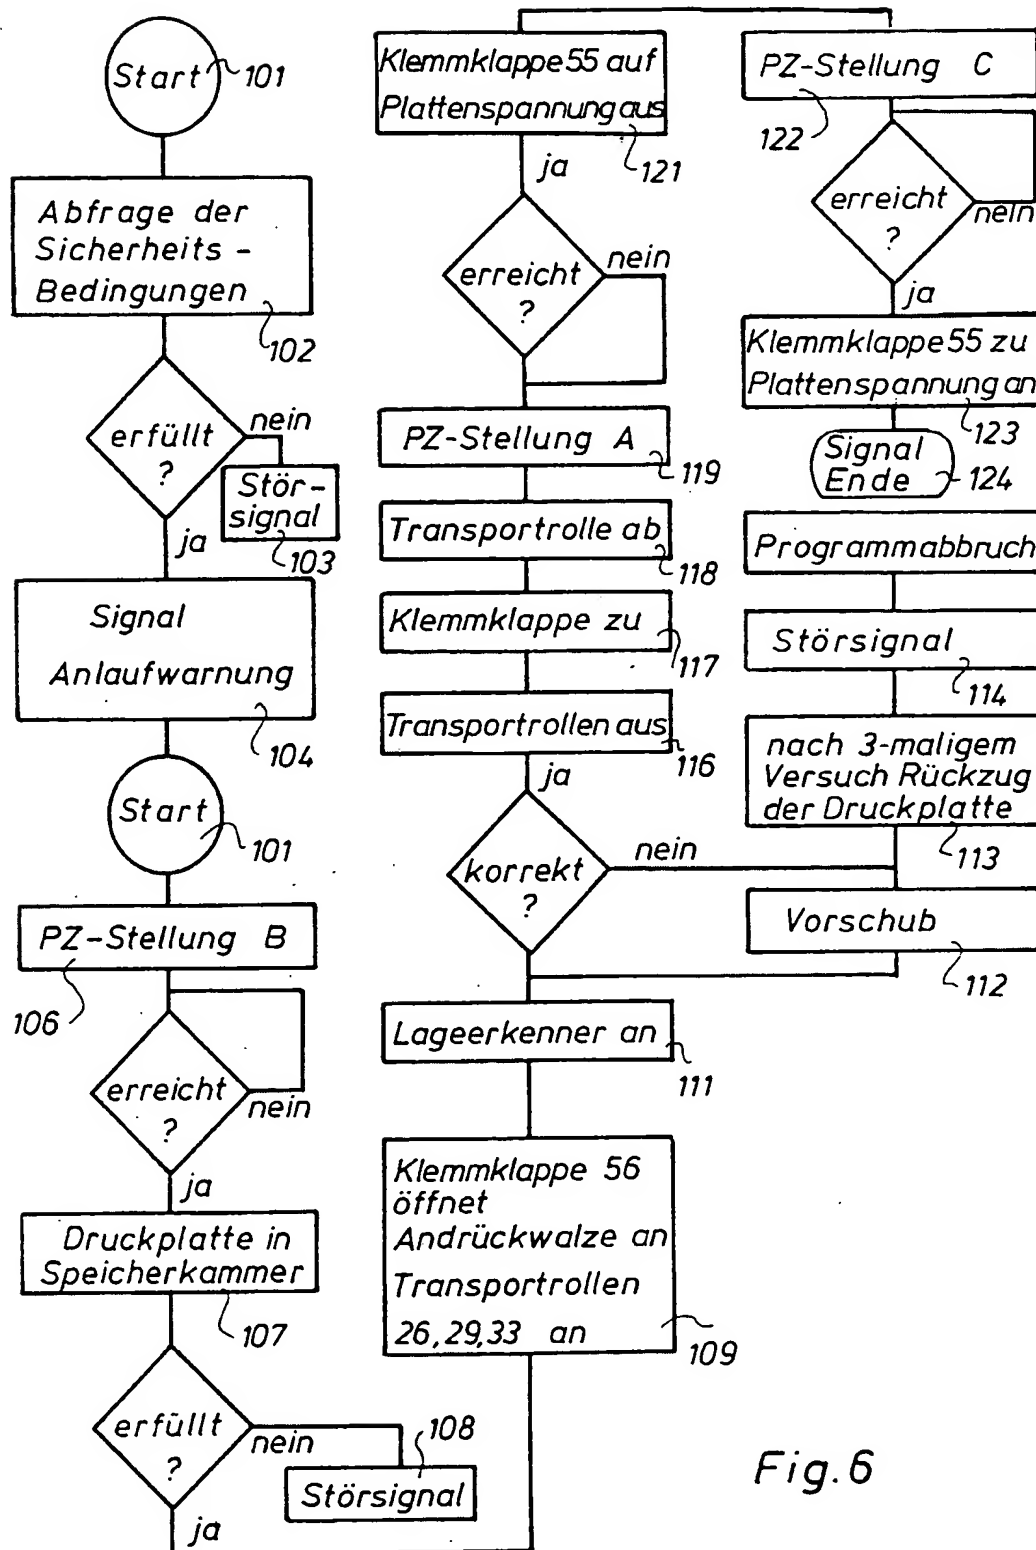 Start
101
Abfrage der
Sicherheits -
Bedingungen
102
erfüllt
?
nein
Stör-
signal
103
ja
Signal
Anlaufwarnung
104
Start
101
PZ-Stellung B
106
erreicht
?
nein
ja
Druckplatte in
Speicherkammer
107
erfüllt
?
nein
108
Störsignal
ja
Klemmklappe 55 auf
Plattenspannung aus
121
ja
erreicht
?
nein
PZ-Stellung A
119
Transportrolle ab
118
Klemmklappe zu
117
Transportrollen aus
116
ja
korrekt
?
nein
Lageerkenner an
111
Klemmklappe 56
öffnet
Andrückwalze an
Transportrollen
26, 29, 33 an
109
PZ-Stellung C
122
erreicht
?
nein
ja
Klemmklappe 55 zu
Plattenspannung an
123
Signal
Ende
124
Programmabbruch
Störsignal
114
nach 3-maligem
Versuch Rückzug
der Druckplatte
113
Vorschub
112
Fig. 6